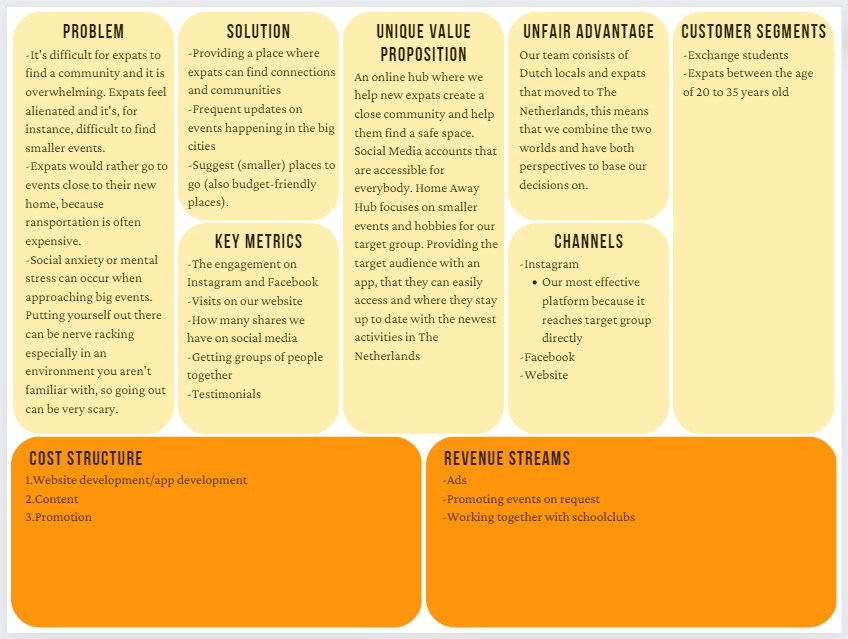 PROBLEM
-It's difficult for expats to
find a community and it is
overwhelming. Expats feel
alienated and it's, for
instance, difficult to find
smaller events.
-Expats would rather go to
events close to their new
home, because
ransportation is often
expensive.
-Social anxiety or mental
stress can occur when
approaching big events.
Putting yourself out there
can be nerve racking
especially in an
environment you aren't
familiar with, so going out
can be very scary.
SOLUTION
-Providing a place where
expats can find connections
and communities
-Frequent updates on
events happening in the big
cities
-Suggest (smaller) places to
go (also budget-friendly
places).
KEY METRICS
-The engagement on
Instagram and Facebook
-Visits on our website
-How many shares we
have on social media
-Getting groups of people
together
-Testimonials
UNIQUE VALUE
PROPOSITION
An online hub where we
help new expats create a
close community and help
them find a safe space.
Social Media accounts that
are accessible for
everybody. Home Away
Hub focuses on smaller
events and hobbies for our
target group. Providing the
target audience with an
app, that they can easily
access and where they stay
up to date with the newest
activities in The
Netherlands
UNFAIR ADVANTAGE
Our team consists of
Dutch locals and expats
that moved to The
Netherlands, this means
that we combine the two
worlds and have both
perspectives to base our
decisions on.
CHANNELS
-Instagram
• Our most effective
platform because it
reaches target group
directly
-Facebook
-Website
CUSTOMER SEGMENTS
-Exchange students
-Expats between the age
of 20 to 35 years old
COST STRUCTURE
1.Website development/app development
2.Content
3.Promotion
REVENUE STREAMS
-Ads
-Promoting events on request
-Working together with schoolclubs